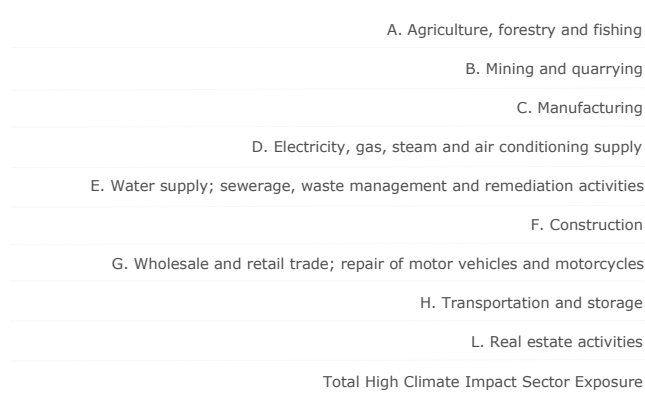 A. Agriculture, forestry and fishing
B. Mining and quarrying
C. Manufacturing
D. Electricity, gas, steam and air conditioning supply
E. Water supply; sewerage, waste management and remediation activities
F. Construction
G. Wholesale and retail trade; repair of motor vehicles and motorcycles
H. Transportation and storage
L. Real estate activities
Total High Climate Impact Sector Exposure